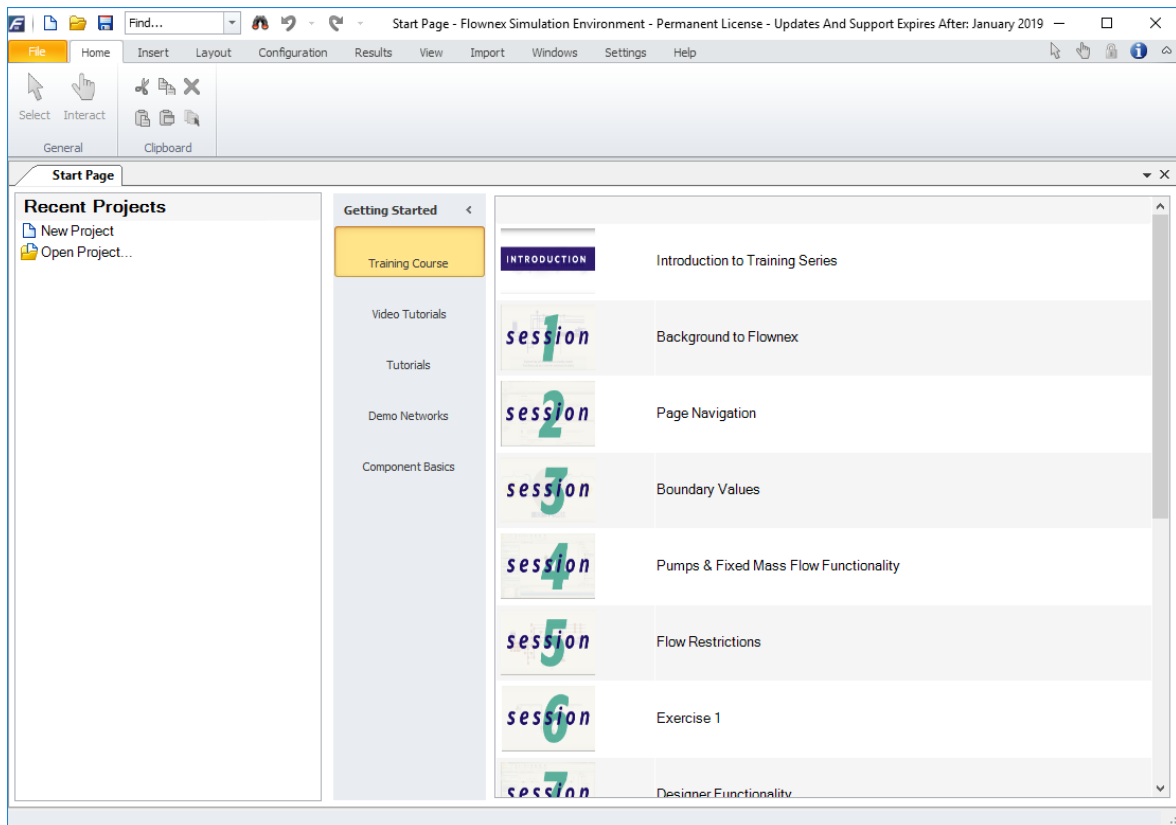 Find...
Start Page - Flownex Simulation Environment - Permanent License - Updates And Support Expires After: January 2019
File Home Insert Layout Configuration Results View Import Windows Settings Help
Select Interact
General Clipboard
Start Page
Recent Projects
New Project
Open Project...
Getting Started <
Training Course
Video Tutorials
Tutorials
Demo Networks
Component Basics
INTRODUCTION Introduction to Training Series
session 1 Background to Flownex
session 2 Page Navigation
session 3 Boundary Values
session 4 Pumps & Fixed Mass Flow Functionality
session 5 Flow Restrictions
session 6 Exercise 1
session 7 Designer Functionality